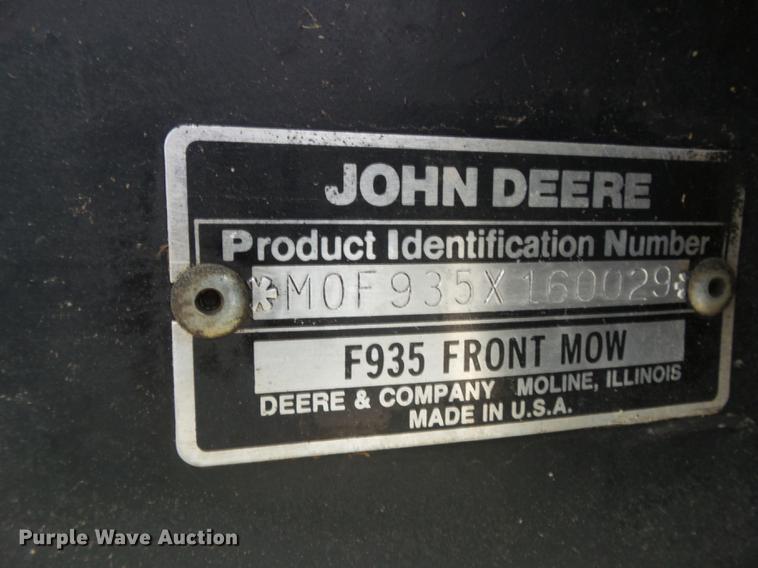 JOHN DEERE
Product Identification Number
*M0F935X160029*
F935 FRONT MOW
DEERE & COMPANY MOLINE, ILLINOIS
MADE IN U.S.A.
Purple Wave Auction